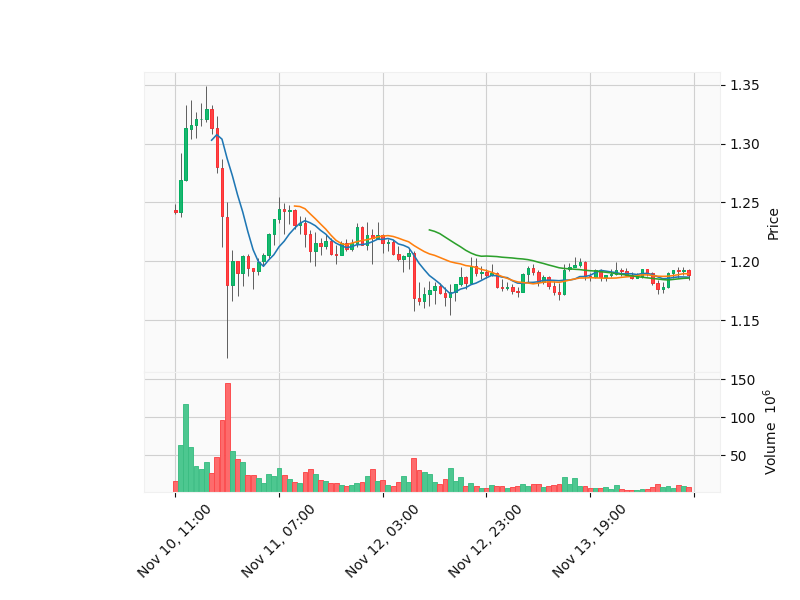 1.35
1.30
1.25
1.20
1.15
Price
150
100
50
Volume 10^6
Nov 10, 11:00
Nov 11, 07:00
Nov 12, 03:00
Nov 12, 23:00
Nov 13, 19:00